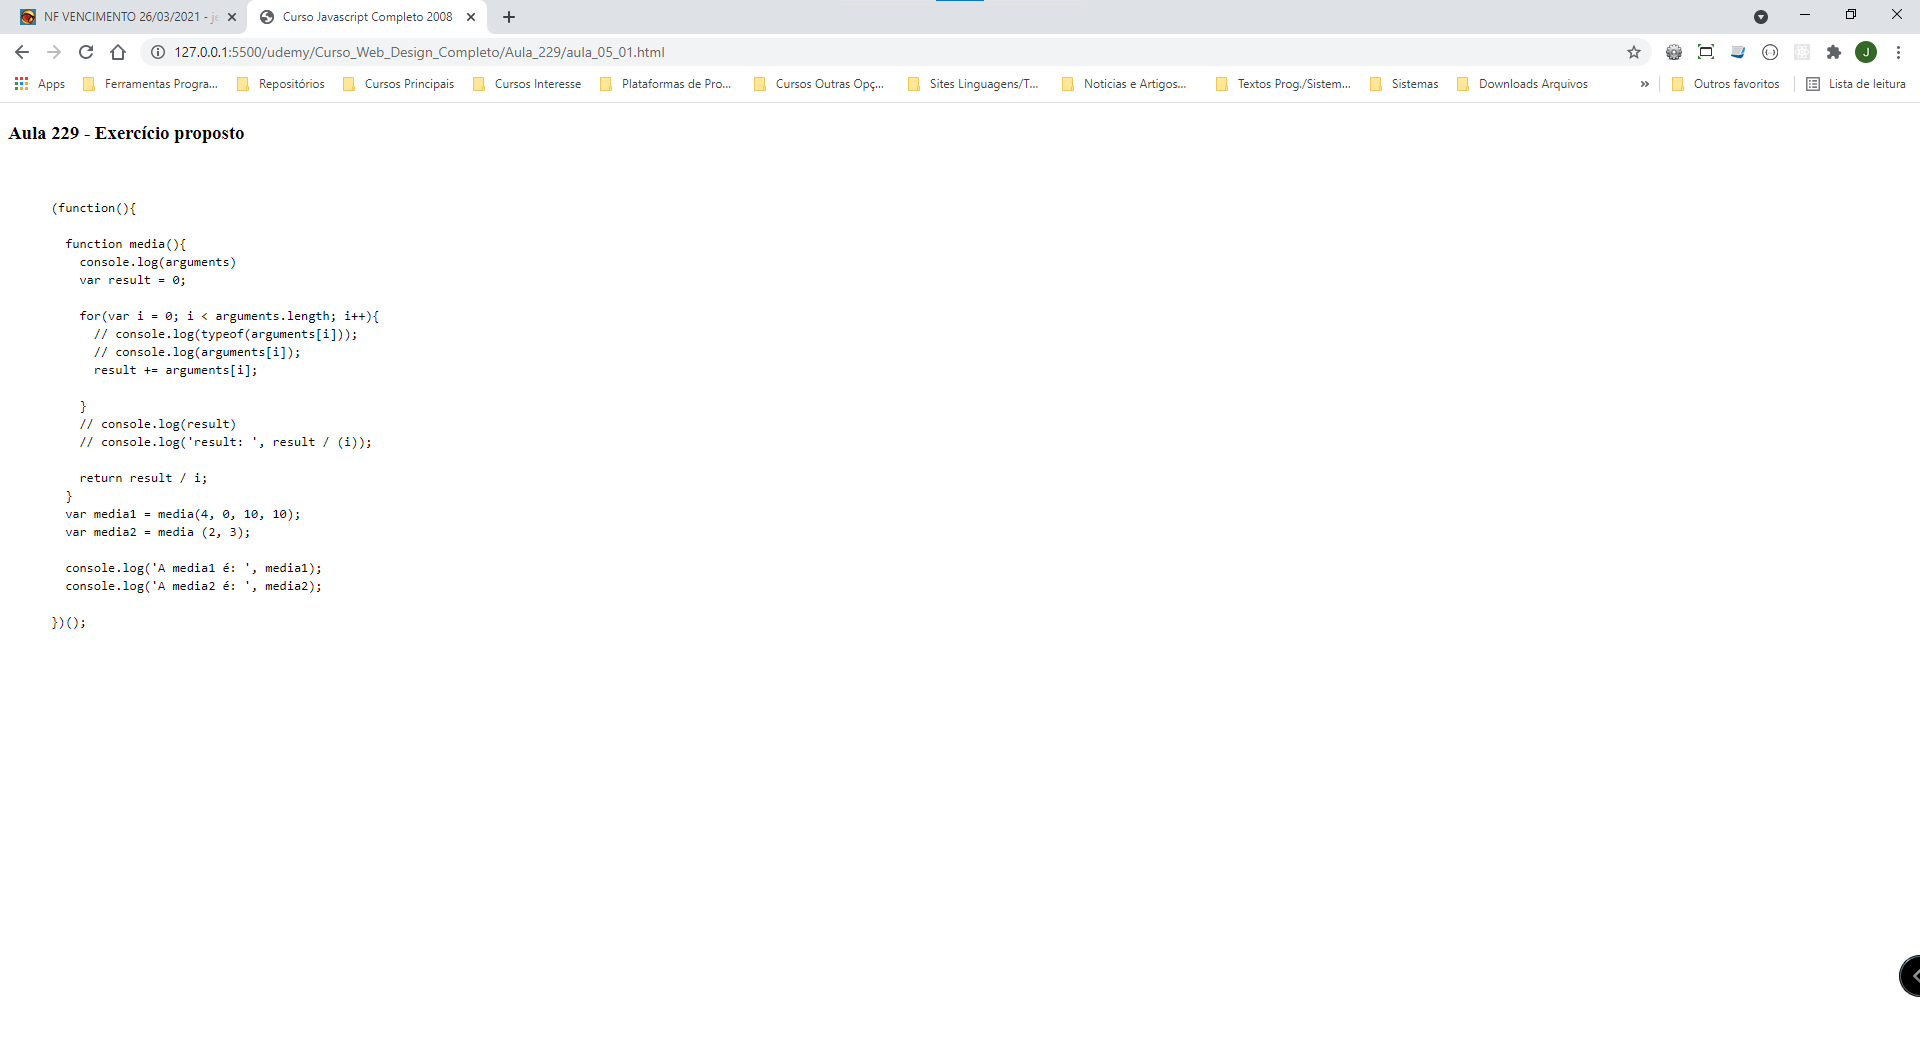 NF VENCIMENTO 26/03/2021 -
Curso Javascript Completo 2008
127.0.0.1:5500/udemy/Curso_Web_Design_Completo/Aula_229/aula_05_01.html
J
Apps
Ferramentas Progra...
Repositórios
Cursos Principais
Cursos Interesse
Plataformas de Pro...
Cursos Outras Opç...
Sites Linguagens/T...
Noticias e Artigos...
Textos Prog./Sistem...
Sistemas
Downloads Arquivos
»
Outros favoritos
Lista de leitura
Aula 229 - Exercício proposto
(function(){
function media(){
console.log(arguments)
var result = 0;
for(var i = 0; i < arguments.length; i++){
// console.log(typeof(arguments[i]));
// console.log(arguments[i]);
result += arguments[i];
}
// console.log(result)
// console.log('result: ', result / (i));
return result / i;
}
var media1 = media(4, 0, 10, 10);
var media2 = media (2, 3);
console.log('A media1 é: ', media1);
console.log('A media2 é: ', media2);
})();